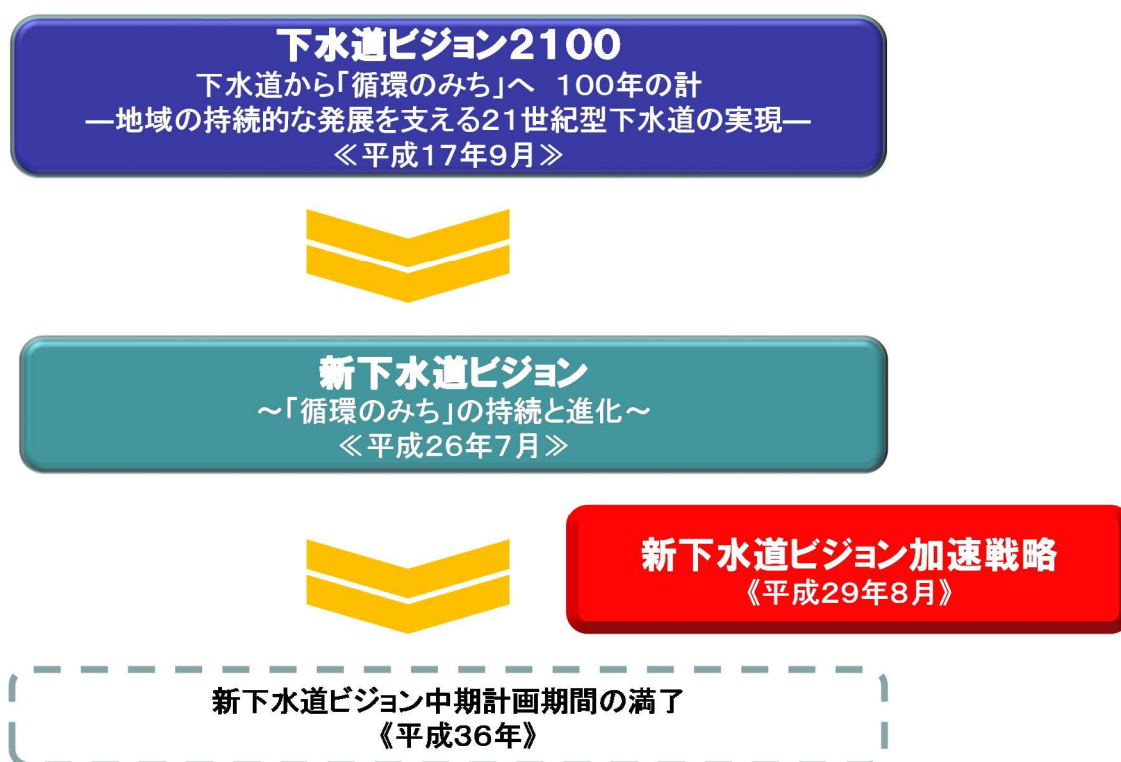 下水道ビジョン2100
下水道から「循環のみち」へ 100年の計
―地域の持続的な発展を支える21世紀型下水道の実現―
≪平成17年9月≫
新下水道ビジョン
～「循環のみち」の持続と進化～
≪平成26年7月≫
新下水道ビジョン加速戦略
《平成29年8月》
新下水道ビジョン中期計画期間の満了
《平成36年》